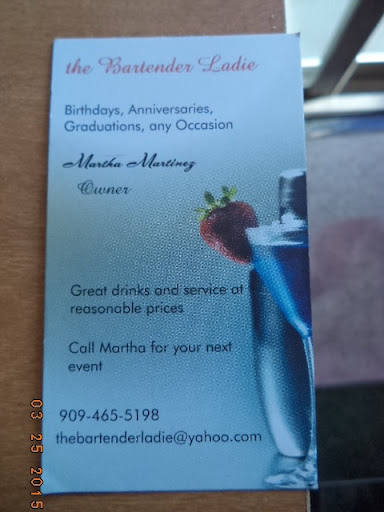 the Bartender Ladie
Birthdays, Anniversaries,
Graduations, any Occasion
Martha Martinez
Owner
Great drinks and service at
reasonable prices
Call Martha for your next
event
909-465-5198
thebartenderladie@yahoo.com
03 25 2015